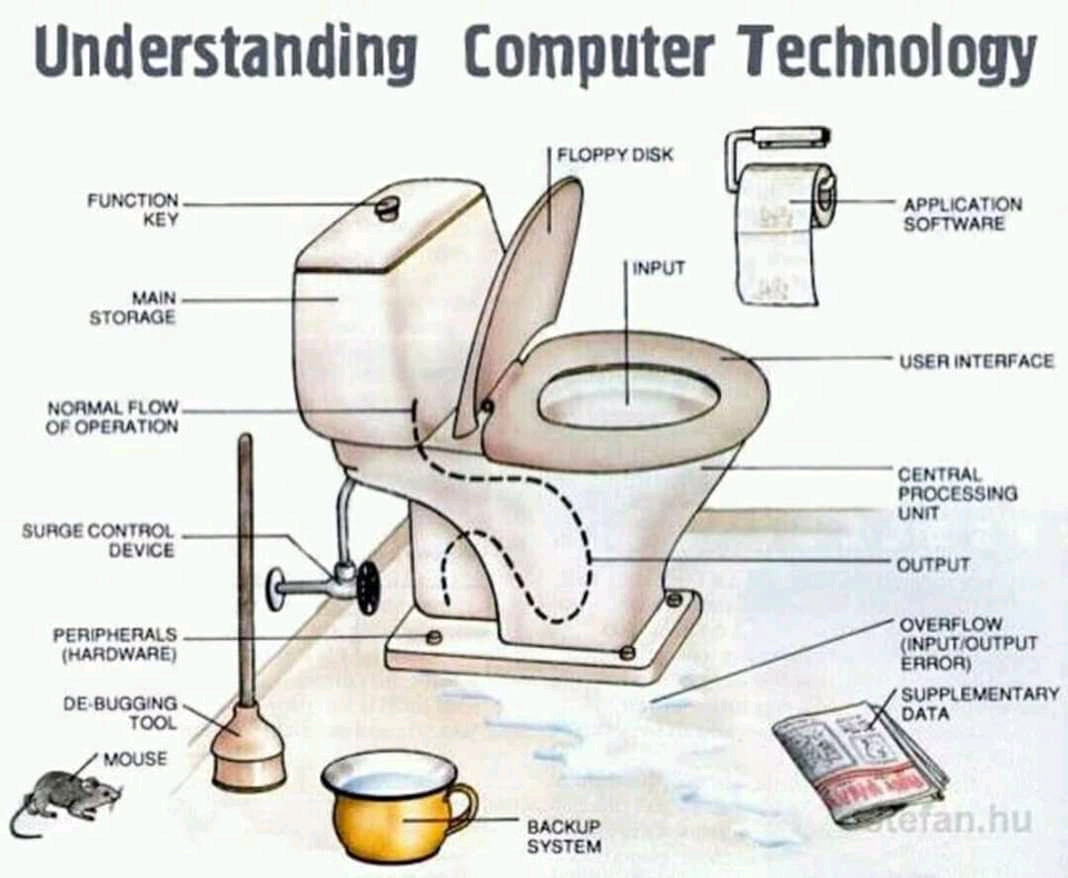 Understanding Computer Technology
FLOPPY DISK
FUNCTION
KEY
APPLICATION
SOFTWARE
INPUT
MAIN
STORAGE
USER INTERFACE
NORMAL FLOW
OF OPERATION
CENTRAL
PROCESSING
UNIT
SURGE CONTROL
DEVICE
OUTPUT
OVERFLOW
(INPUT/OUTPUT
ERROR)
PERIPHERALS
(HARDWARE)
SUPPLEMENTARY
DATA
DE-BUGGING
TOOL
MOUSE
BACKUP
SYSTEM
stefan.hu